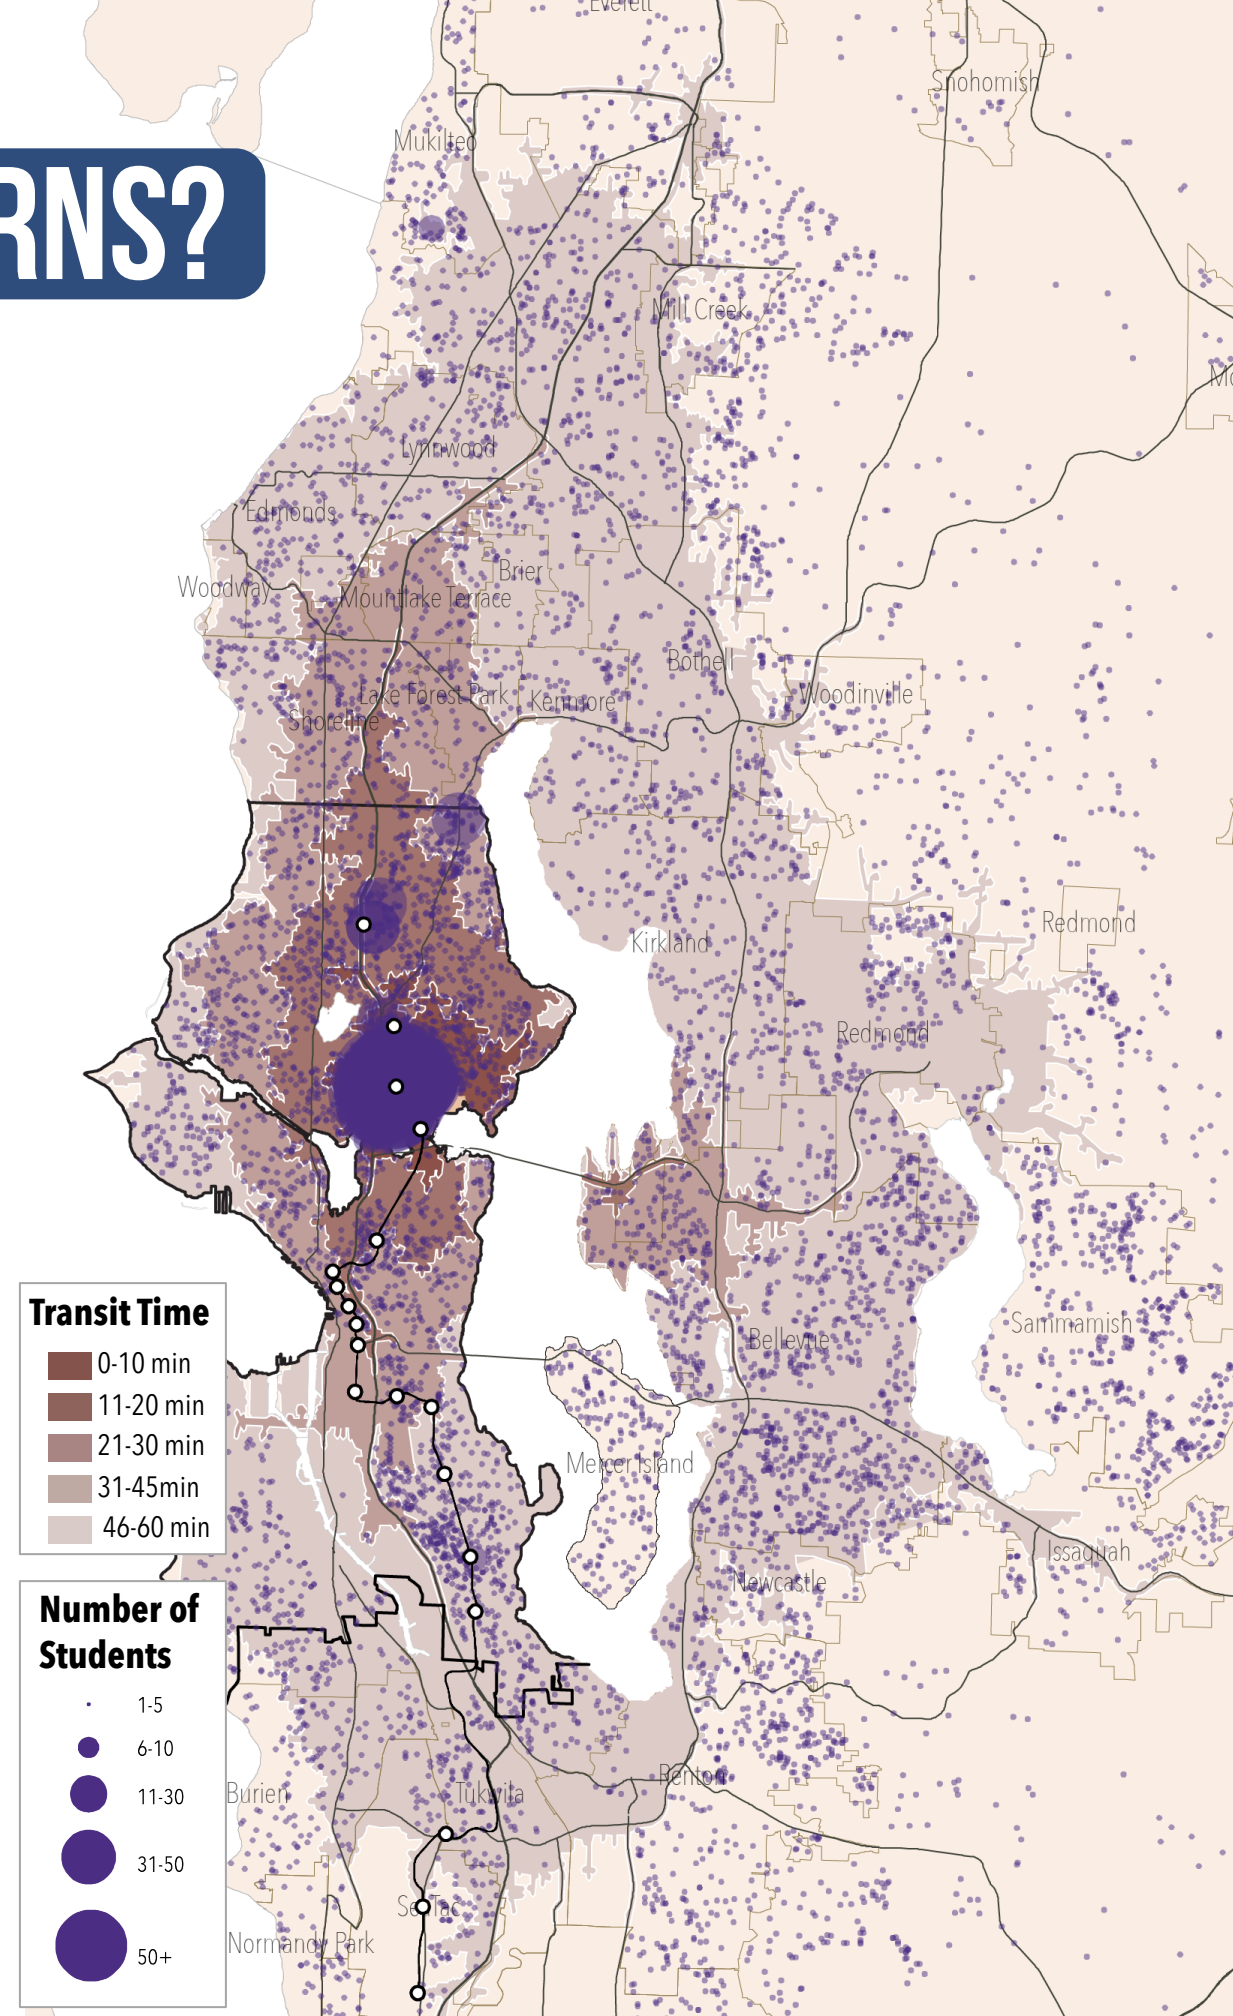 Everett
Snohomish
Mukilteo
RNS?
Mill Creek
Lynnwood
Edmonds
Brier
Woodway
Mountlake Terrace
Bothell
Lake Forest Park
Kenmore
Woodinville
Shoreline
Redmond
Kirkland
Redmond
Transit Time
0-10 min
11-20 min
21-30 min
31-45min
46-60 min
Sammamish
Bellevue
Mercer Island
Issaquah
Newcastle
Number of
Students
1-5
6-10
11-30
31-50
50+
Renton
Burien
Tukwila
SeaTac
Normandy Park